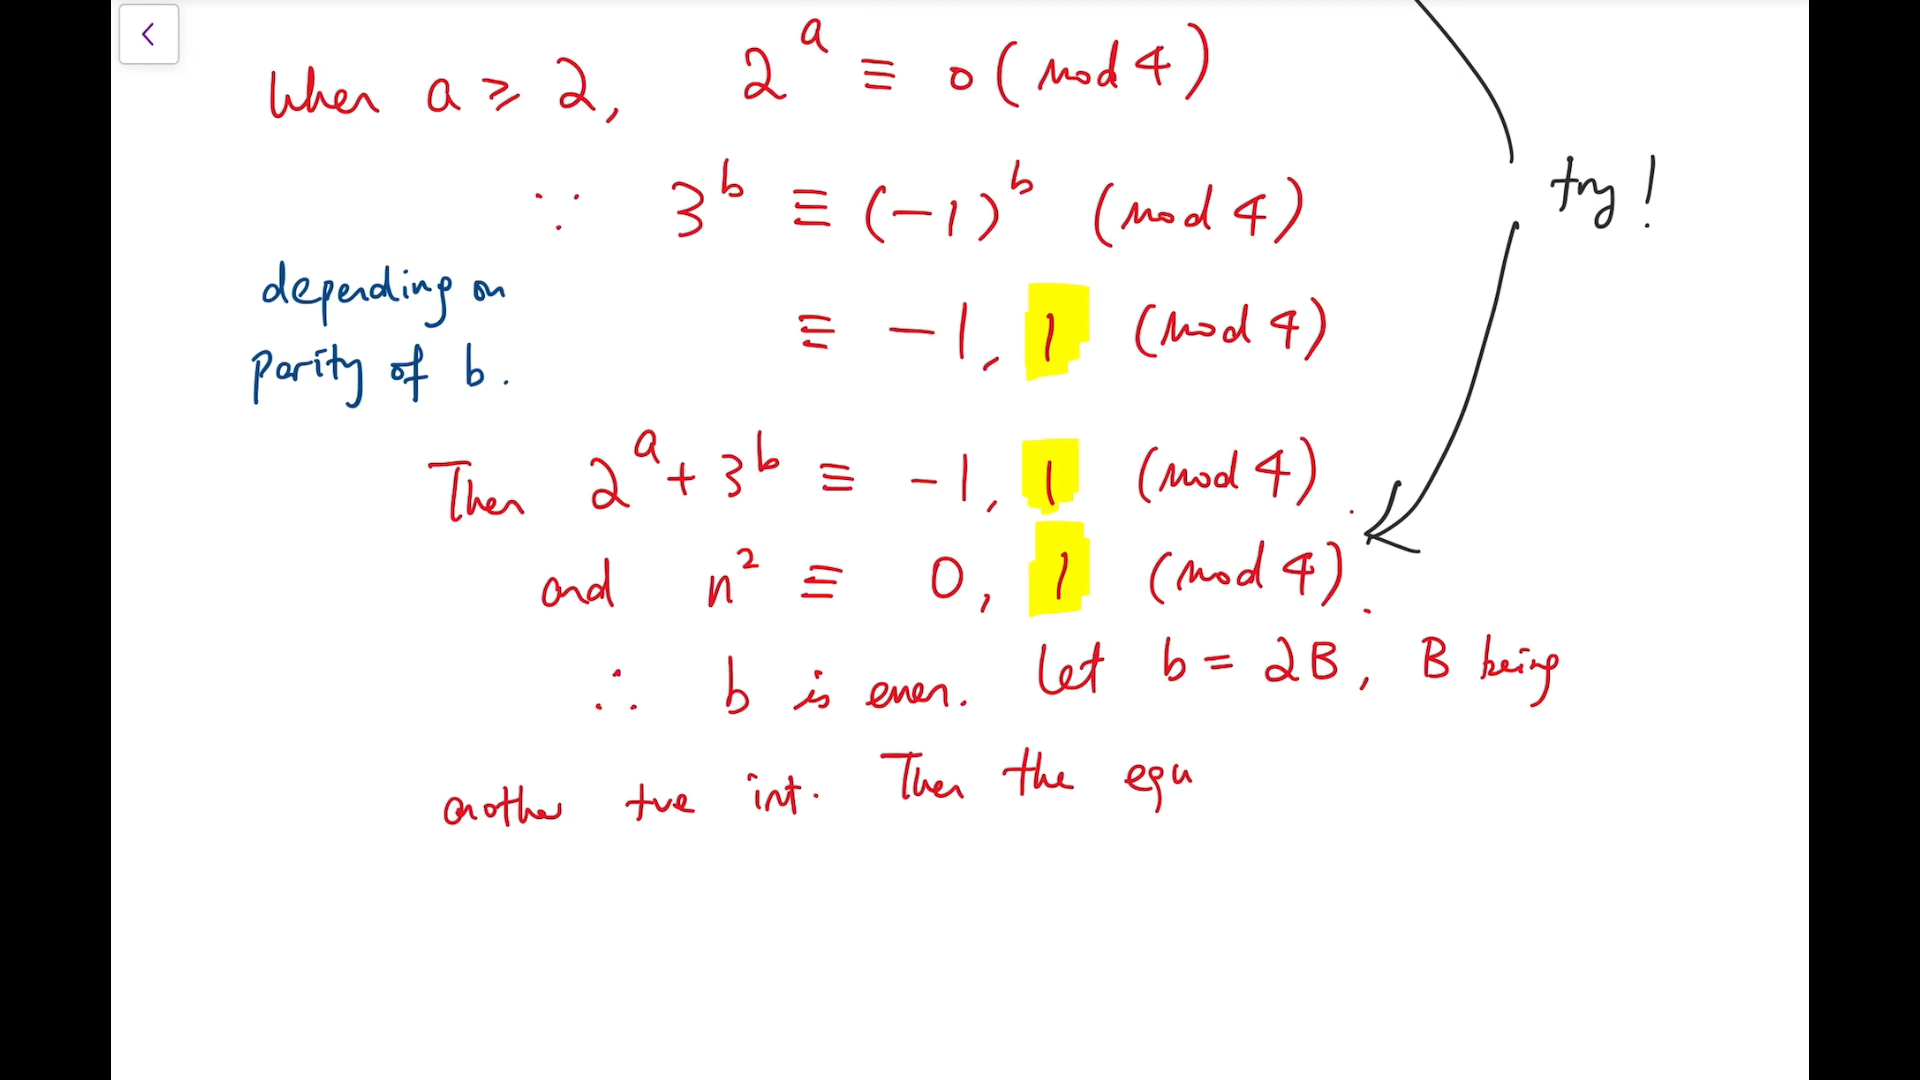 When a ≥ 2, 2^a ≡ 0 (mod 4)
∵ 3^b ≡ (-1)^b (mod 4)
try!
depending on
parity of b.
≡ -1, 1 (mod 4)
Then 2^a + 3^b ≡ -1, 1 (mod 4).
and n^2 ≡ 0, 1 (mod 4).
∴ b is even. Let b = 2B, B being
another +ve int. Then the equ